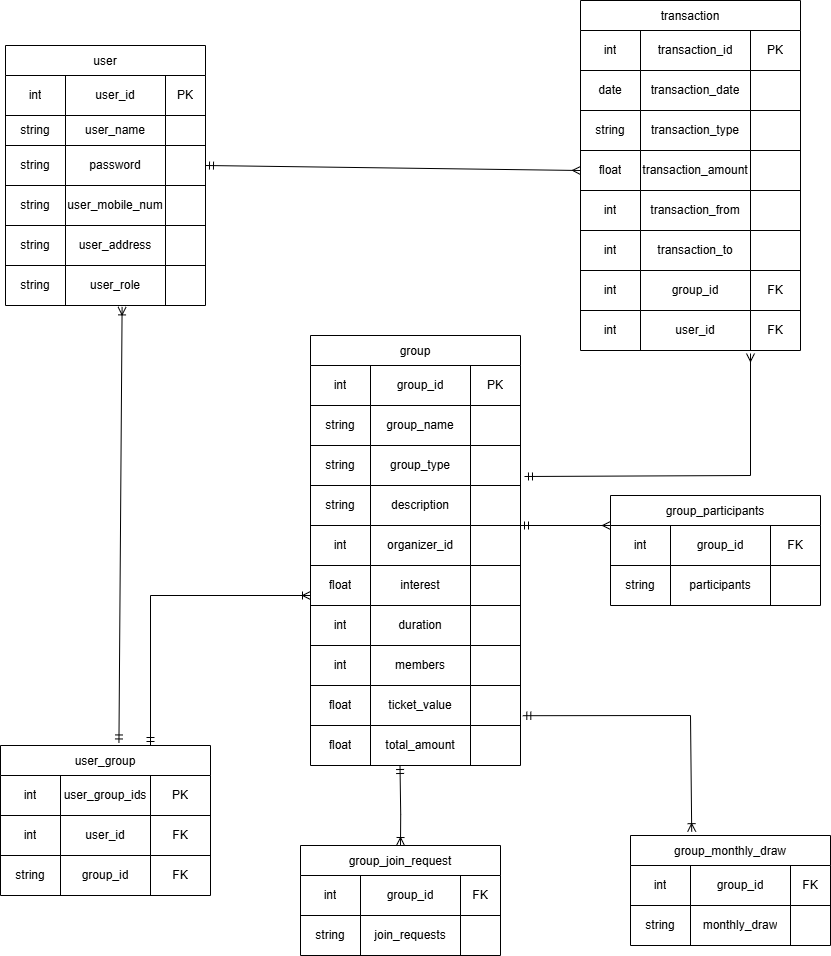 user
int user_id PK
string user_name
string password
string user_mobile_num
string user_address
string user_role
transaction
int transaction_id PK
date transaction_date
string transaction_type
float transaction_amount
int transaction_from
int transaction_to
int group_id FK
int user_id FK
group
int group_id PK
string group_name
string group_type
string description
int organizer_id
float interest
int duration
int members
float ticket_value
float total_amount
group_participants
int group_id FK
string participants
user_group
int user_group_ids PK
int user_id FK
string group_id FK
group_join_request
int group_id FK
string join_requests
group_monthly_draw
int group_id FK
string monthly_draw